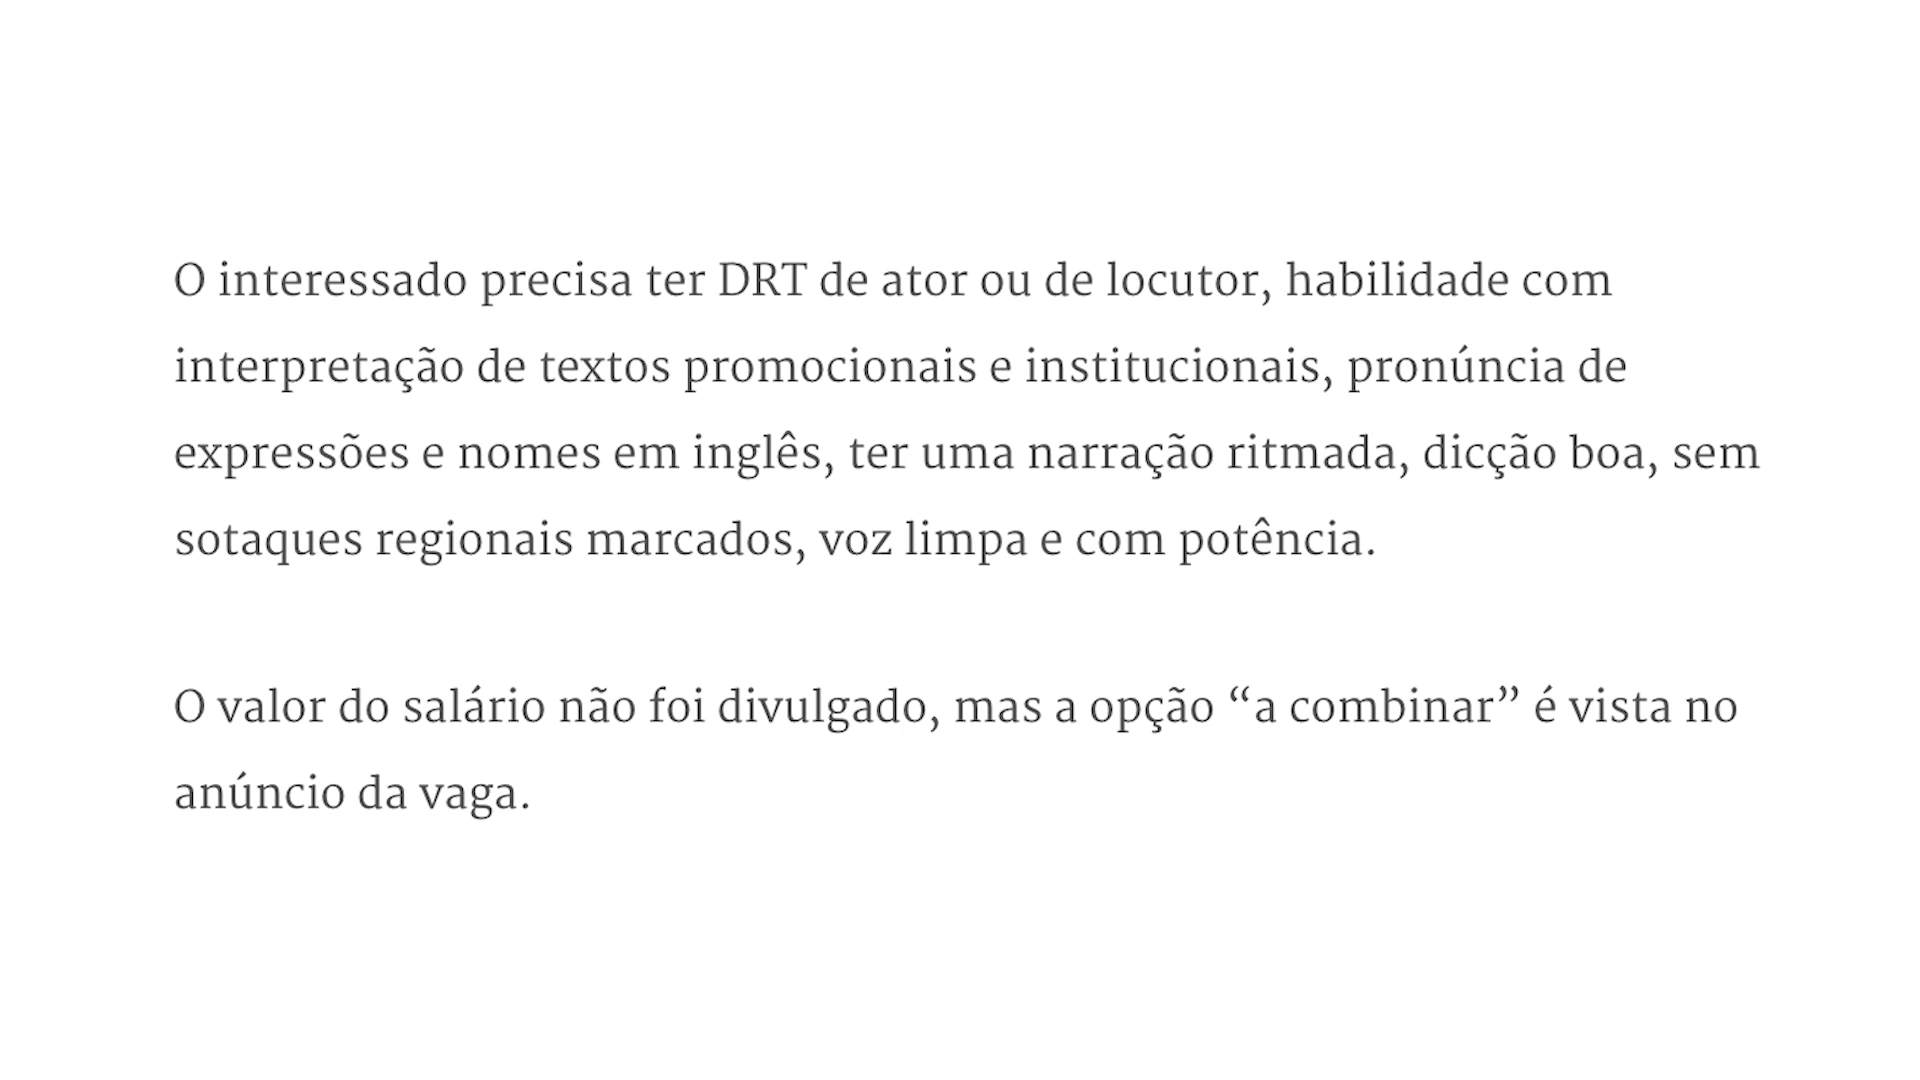 O interessado precisa ter DRT de ator ou de locutor, habilidade com
interpretação de textos promocionais e institucionais, pronúncia de
expressões e nomes em inglês, ter uma narração ritmada, dicção boa, sem
sotaques regionais marcados, voz limpa e com potência.
O valor do salário não foi divulgado, mas a opção “a combinar” é vista no
anúncio da vaga.